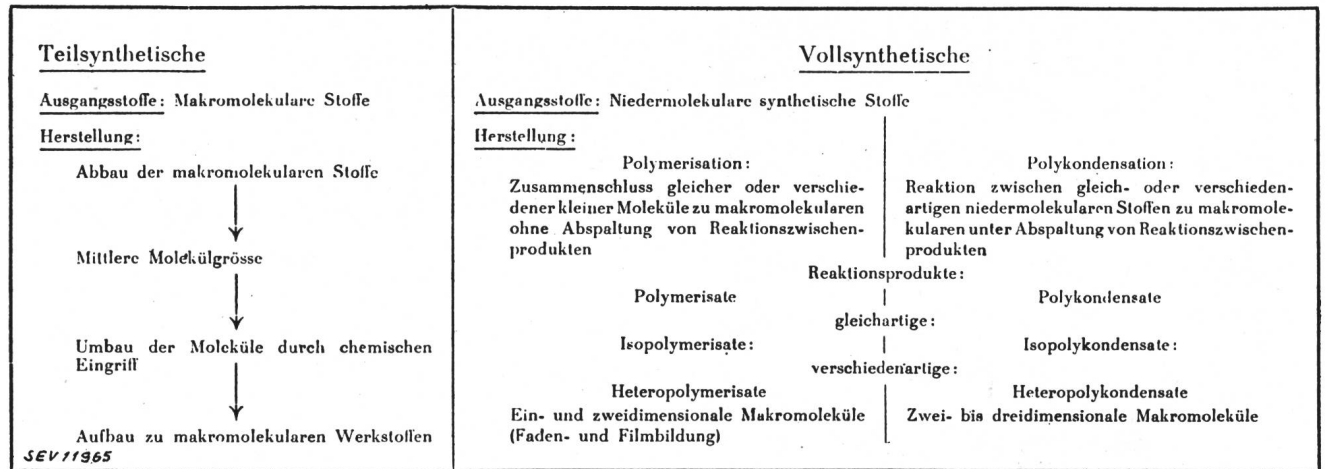 Teilsynthetische
Ausgangsstoffe: Makromolekulare Stoffe
Herstellung:
Abbau der makromolekularen Stoffe
Mittlere Molekülgrösse
Umbau der Moleküle durch chemischen
Eingriff
Aufbau zu makromolekularen Werkstoffen
SEV 11965
Vollsynthetische
Ausgangsstoffe: Niedermolekulare synthetische Stoffe
Herstellung:
Polymerisation:
Zusammenschluss gleicher oder verschie-
dener kleiner Moleküle zu makromolekularen
ohne Abspaltung von Reaktionszwischen-
produkten
Polykondensation:
Reaktion zwischen gleich- oder verschieden-
artigen niedermolekularen Stoffen zu makromole-
kularen unter Abspaltung von Reaktionszwischen-
produkten
Reaktionsprodukte:
Polymerisate
Polykondensate
gleichartige:
Isopolymerisate:
Isopolykondensate:
verschiedenartige:
Heteropolymerisate
Heteropolykondensate
Ein- und zweidimensionale Makromoleküle
(Faden- und Filmbildung)
Zwei- bis dreidimensionale Makromoleküle